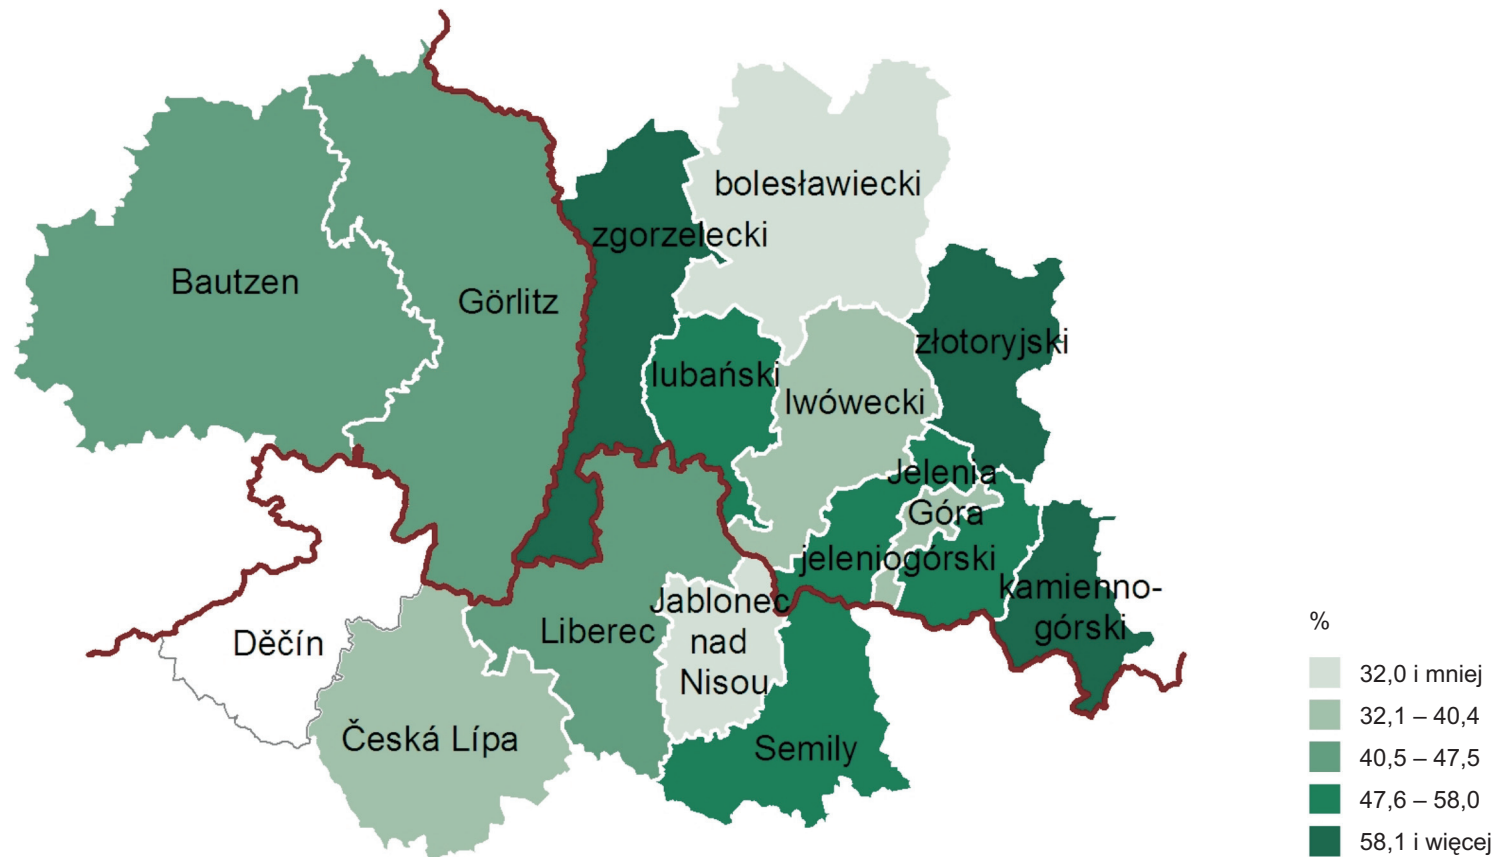 bolesławiecki
zgorzelecki
Bautzen
Görlitz
złotoryjski
lubański
lwówecki
Jelenia
Góra
jeleniogórski
kamienno-
górski
Jablonec
nad
Nisou
Liberec
Děčín
Česká Lípa
Semily
%
32,0 i mniej
32,1 – 40,4
40,5 – 47,5
47,6 – 58,0
58,1 i więcej